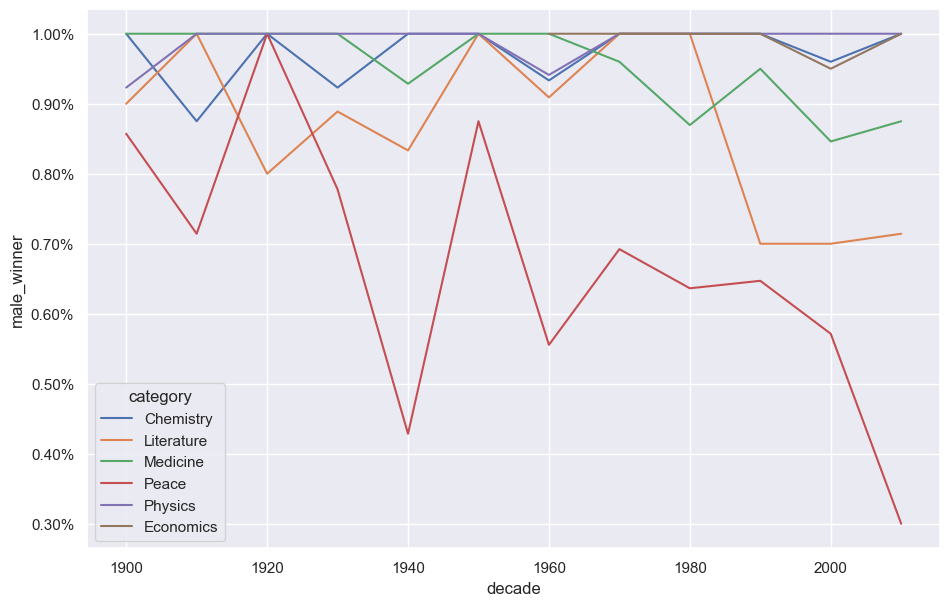 1.00%
0.90%
0.80%
0.70%
0.60%
0.50%
0.40%
0.30%
male_winner
category
Chemistry
Literature
Medicine
Peace
Physics
Economics
1900 1920 1940 1960 1980 2000
decade